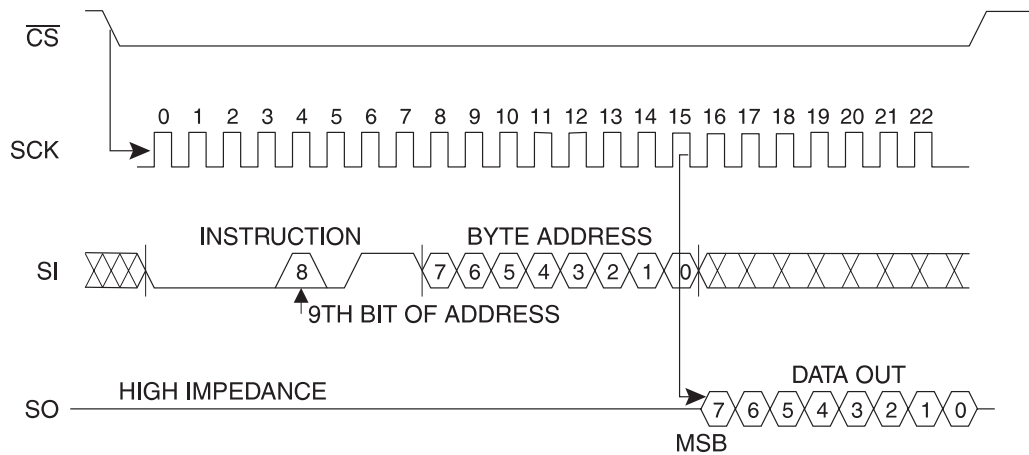 CS
0 1 2 3 4 5 6 7 8 9 10 11 12 13 14 15 16 17 18 19 20 21 22
SCK
INSTRUCTION BYTE ADDRESS
SI 8 7 6 5 4 3 2 1 0
9TH BIT OF ADDRESS
HIGH IMPEDANCE DATA OUT
SO 7 6 5 4 3 2 1 0
MSB